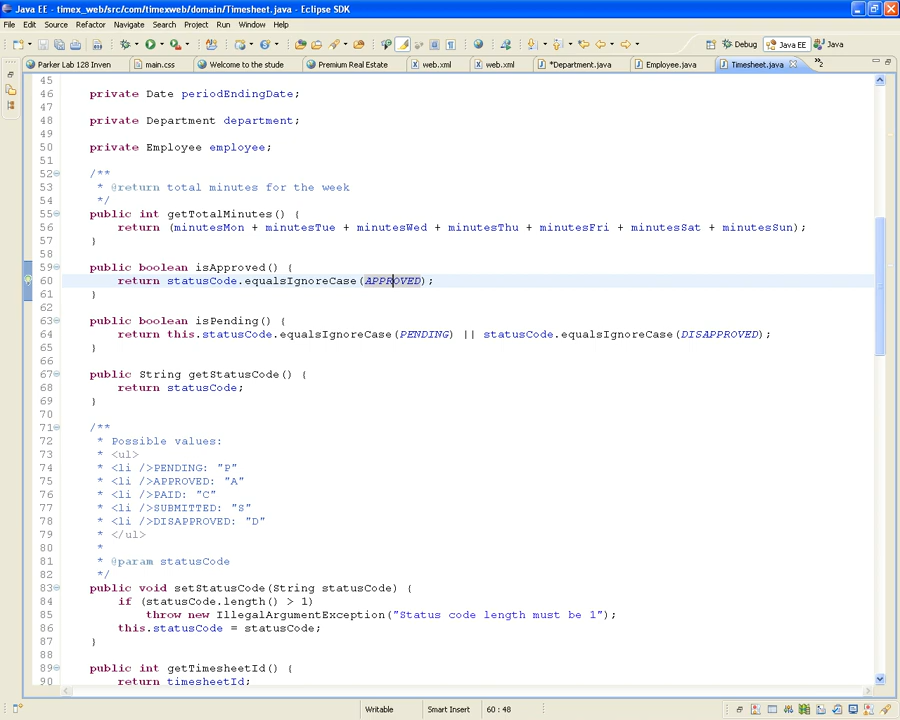 Java EE - timex_web/src/com/timexweb/domain/Timesheet.java - Eclipse SDK
File Edit Source Refactor Navigate Search Project Run Window Help
Debug Java EE Java
Parker Lab 128 Inven main.css Welcome to the stude Premium Real Estate web.xml web.xml *Department.java Employee.java Timesheet.java »2
45
46 private Date periodEndingDate;
47
48 private Department department;
49
50 private Employee employee;
51
52 /**
53 * @return total minutes for the week
54 */
55 public int getTotalMinutes() {
56 return (minutesMon + minutesTue + minutesWed + minutesThu + minutesFri + minutesSat + minutesSun);
57 }
58
59 public boolean isApproved() {
60 return statusCode.equalsIgnoreCase(APPROVED);
61 }
62
63 public boolean isPending() {
64 return this.statusCode.equalsIgnoreCase(PENDING) || statusCode.equalsIgnoreCase(DISAPPROVED);
65 }
66
67 public String getStatusCode() {
68 return statusCode;
69 }
70
71 /**
72 * Possible values:
73 * <ul>
74 * <li />PENDING: "P"
75 * <li />APPROVED: "A"
76 * <li />PAID: "C"
77 * <li />SUBMITTED: "S"
78 * <li />DISAPPROVED: "D"
79 * </ul>
80 *
81 * @param statusCode
82 */
83 public void setStatusCode(String statusCode) {
84 if (statusCode.length() > 1)
85 throw new IllegalArgumentException("Status code length must be 1");
86 this.statusCode = statusCode;
87 }
88
89 public int getTimesheetId() {
90 return timesheetId;
Writable Smart Insert 60 : 48